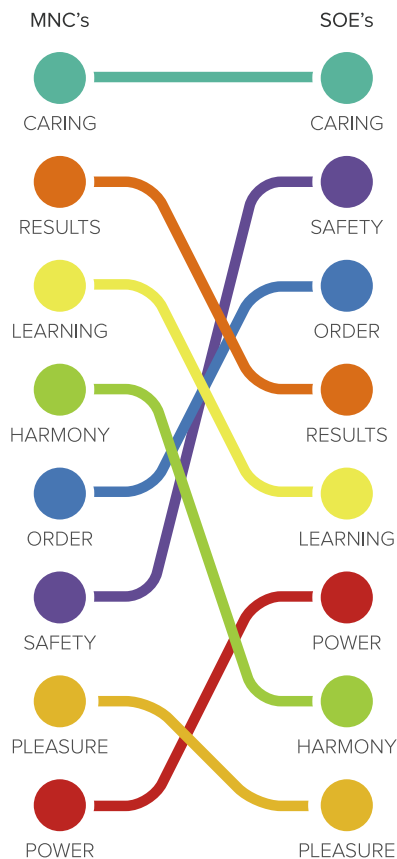 MNC's SOE's
CARING CARING
RESULTS SAFETY
LEARNING ORDER
HARMONY RESULTS
ORDER LEARNING
SAFETY POWER
PLEASURE HARMONY
POWER PLEASURE